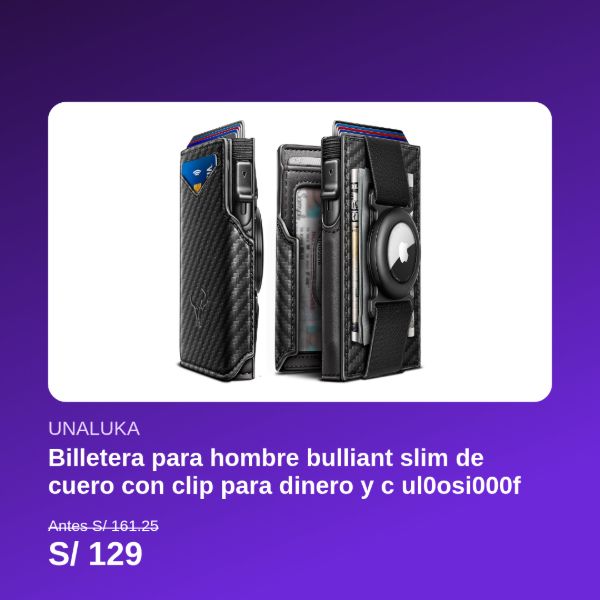 UNALUKA
Billetera para hombre bulliant slim de
cuero con clip para dinero y c ul0osi000f
Antes S/ 161.25
S/ 129